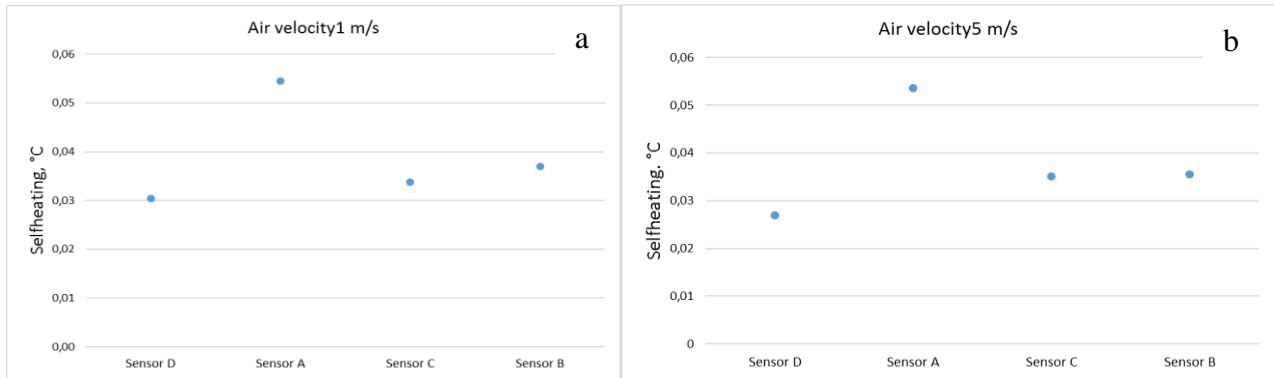 Air velocity1 m/s
a
Selfheating, °C
0,06
0,05
0,04
0,03
0,02
0,01
0,00
Sensor D
Sensor A
Sensor C
Sensor B
Air velocity5 m/s
b
Selfheating. °C
0,06
0,05
0,04
0,03
0,02
0,01
0
Sensor D
Sensor A
Sensor C
Sensor B